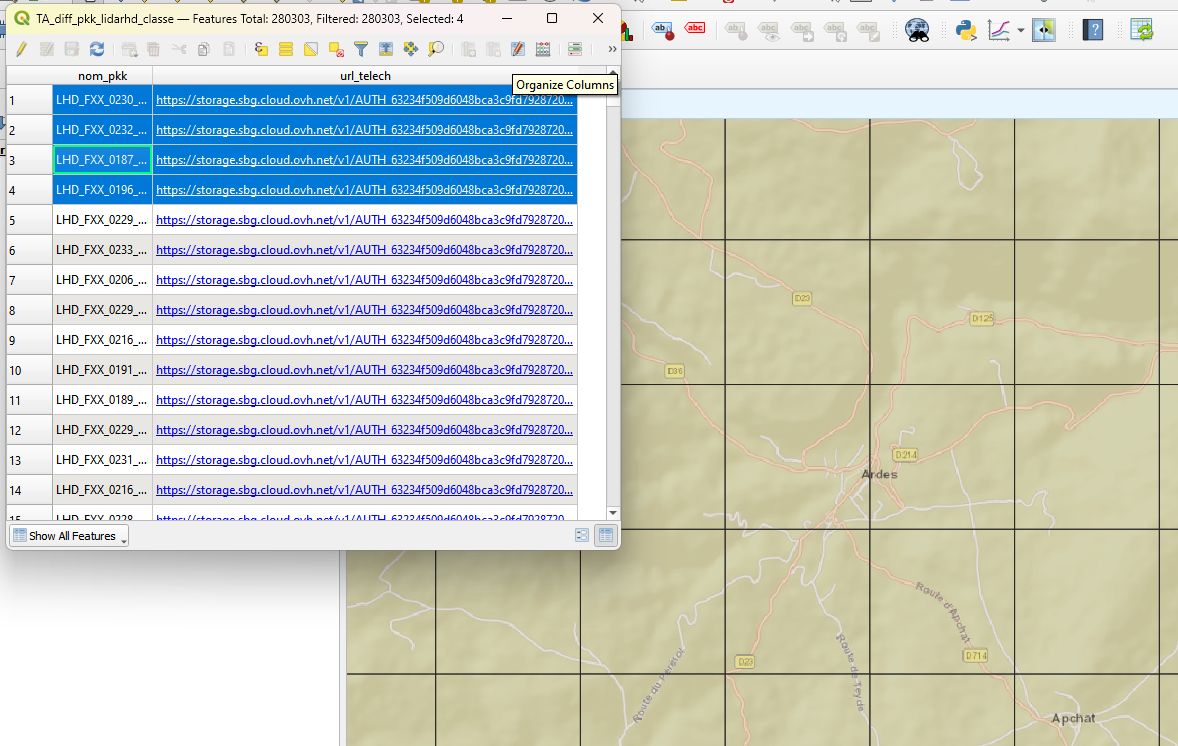 TA_diff_pkk_lidarhd_classe — Features Total: 280303, Filtered: 280303, Selected: 4
abc
abc
nom_pkk
url_telech
Organize Columns
1 LHD_FXX_0230_... https://storage.sbg.cloud.ovh.net/v1/AUTH_63234f509d6048bca3c9fd7928720...
2 LHD_FXX_0232_... https://storage.sbg.cloud.ovh.net/v1/AUTH_63234f509d6048bca3c9fd7928720...
3 LHD_FXX_0187_... https://storage.sbg.cloud.ovh.net/v1/AUTH_63234f509d6048bca3c9fd7928720...
4 LHD_FXX_0196_... https://storage.sbg.cloud.ovh.net/v1/AUTH_63234f509d6048bca3c9fd7928720...
5 LHD_FXX_0229_... https://storage.sbg.cloud.ovh.net/v1/AUTH_63234f509d6048bca3c9fd7928720...
6 LHD_FXX_0233_... https://storage.sbg.cloud.ovh.net/v1/AUTH_63234f509d6048bca3c9fd7928720...
7 LHD_FXX_0206_... https://storage.sbg.cloud.ovh.net/v1/AUTH_63234f509d6048bca3c9fd7928720...
8 LHD_FXX_0229_... https://storage.sbg.cloud.ovh.net/v1/AUTH_63234f509d6048bca3c9fd7928720...
9 LHD_FXX_0216_... https://storage.sbg.cloud.ovh.net/v1/AUTH_63234f509d6048bca3c9fd7928720...
10 LHD_FXX_0191_... https://storage.sbg.cloud.ovh.net/v1/AUTH_63234f509d6048bca3c9fd7928720...
11 LHD_FXX_0189_... https://storage.sbg.cloud.ovh.net/v1/AUTH_63234f509d6048bca3c9fd7928720...
12 LHD_FXX_0229_... https://storage.sbg.cloud.ovh.net/v1/AUTH_63234f509d6048bca3c9fd7928720...
13 LHD_FXX_0231_... https://storage.sbg.cloud.ovh.net/v1/AUTH_63234f509d6048bca3c9fd7928720...
14 LHD_FXX_0216_... https://storage.sbg.cloud.ovh.net/v1/AUTH_63234f509d6048bca3c9fd7928720...
15 LHD_FXX_0228_... https://storage.sbg.cloud.ovh.net/v1/AUTH_63234f509d6048bca3c9fd7928720...
Show All Features
D23
D125
D36
D214
Ardes
Route d'Apchat
D714
D23
Route du Perstol
Route de Teyde
Apchat